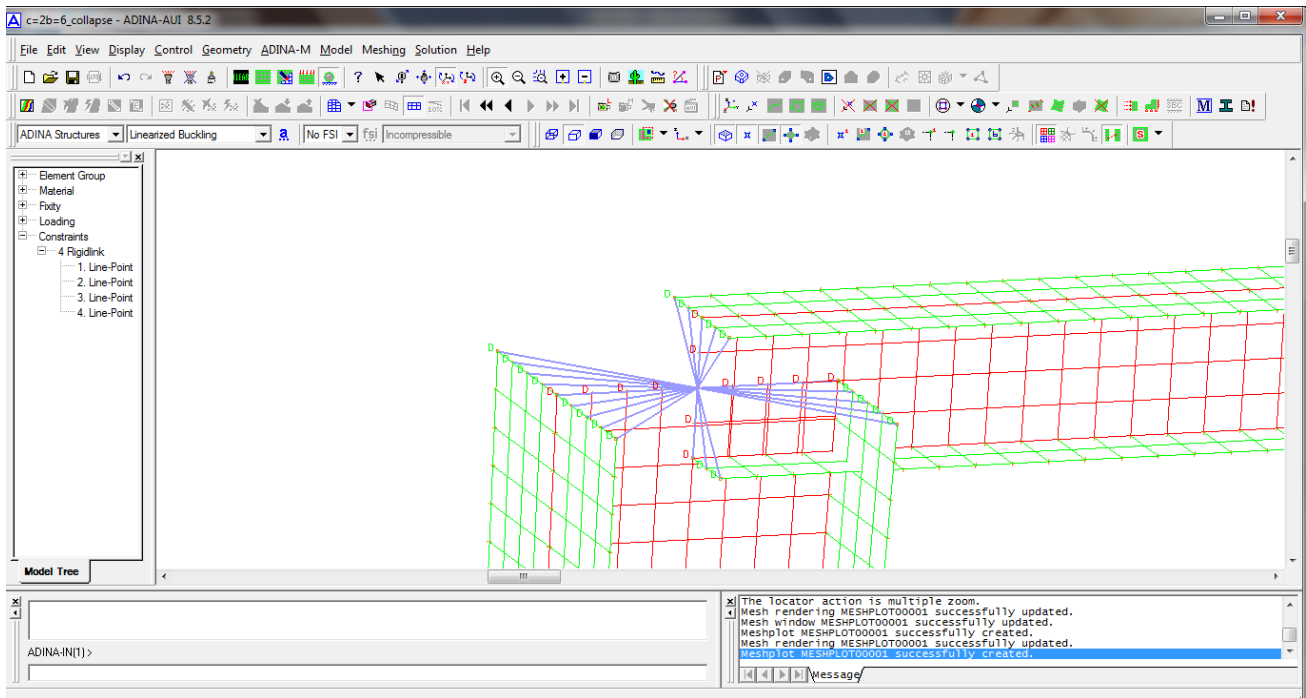 c=2b=6_collapse - ADINA-AUI 8.5.2
File Edit View Display Control Geometry ADINA-M Model Meshing Solution Help
ADINA Structures Linearized Buckling No FSI fsi Incompressible
Element Group
Material
Fixity
Loading
Constraints
4 Rigidlink
1. Line-Point
2. Line-Point
3. Line-Point
4. Line-Point
Model Tree
The locator action is multiple zoom.
Mesh rendering MESHPLOT00001 successfully updated.
Mesh window MESHPLOT00001 successfully updated.
Meshplot MESHPLOT00001 successfully created.
Mesh rendering MESHPLOT00001 successfully updated.
Meshplot MESHPLOT00001 successfully created.
ADINA-IN(1) >
Message